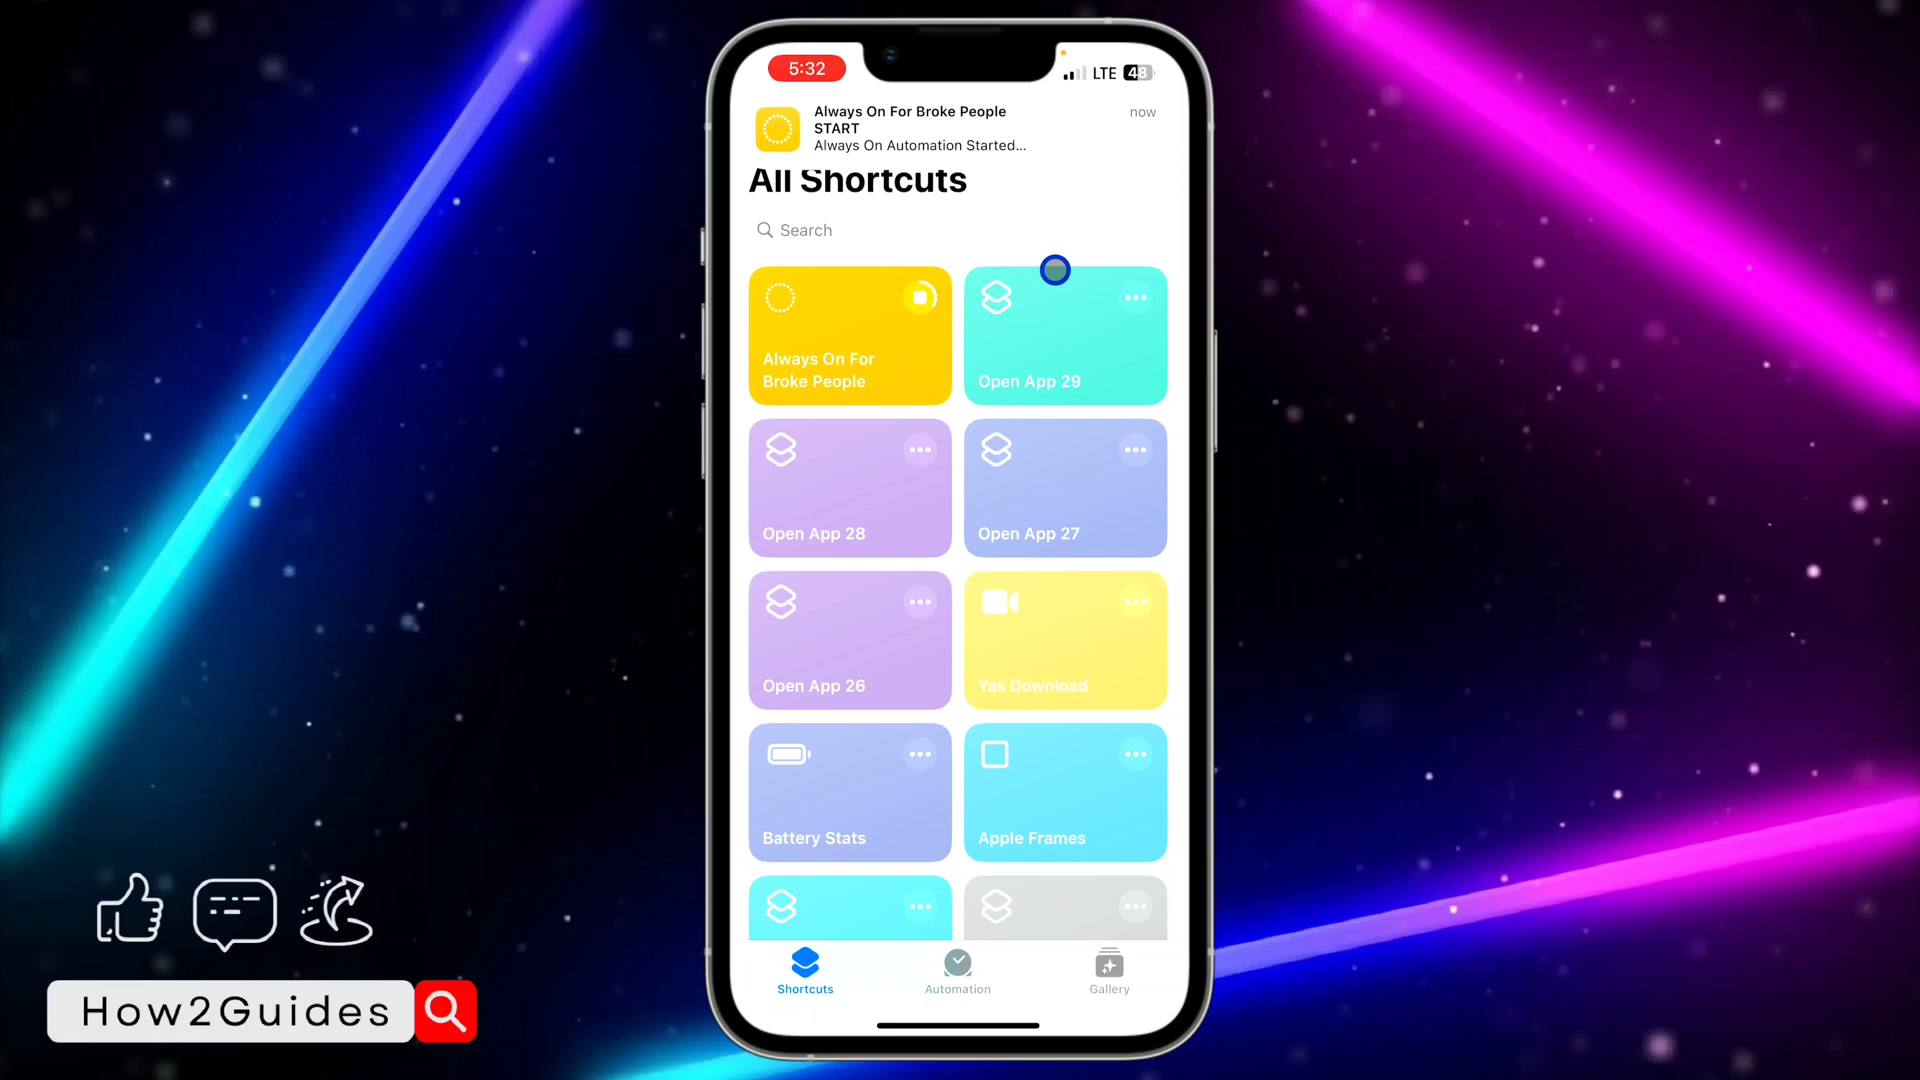 5:32
LTE 48
Always On For Broke People
START
now
Always On Automation Started...
All Shortcuts
Search
Always On For
Broke People
Open App 29
Open App 28
Open App 27
Open App 26
Yas Download
Battery Stats
Apple Frames
Shortcuts
Automation
Gallery
How2Guides